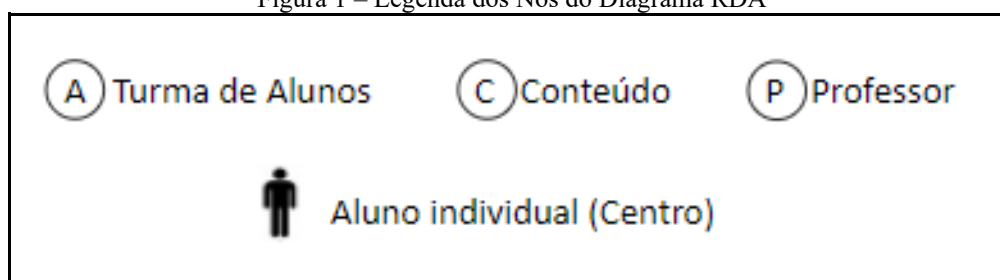 Figura 1 – Legenda dos Nós do Diagrama RDA
A Turma de Alunos C Conteúdo P Professor
Aluno individual (Centro)